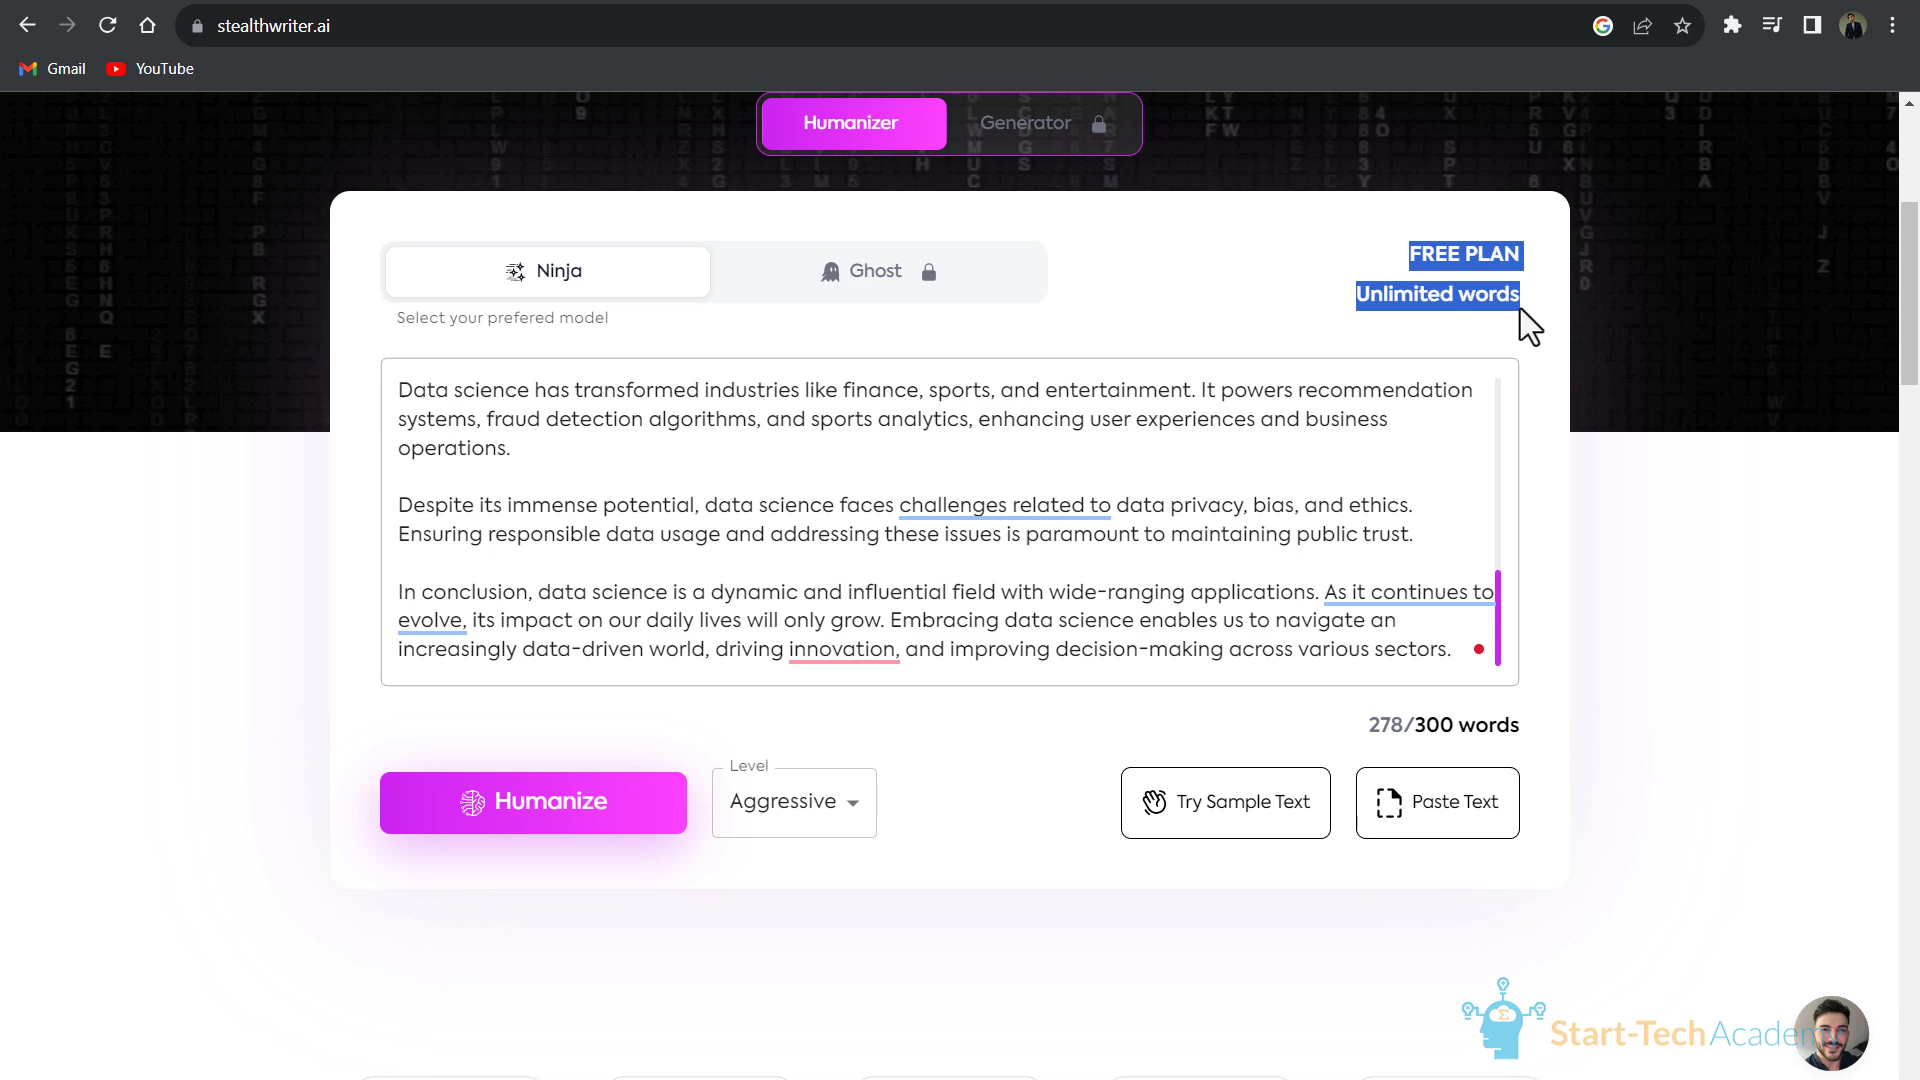 stealthwriter.ai
Gmail
YouTube
Humanizer
Generator
Ninja
Ghost
FREE PLAN
Unlimited words
Select your prefered model
Data science has transformed industries like finance, sports, and entertainment. It powers recommendation
systems, fraud detection algorithms, and sports analytics, enhancing user experiences and business
operations.
Despite its immense potential, data science faces challenges related to data privacy, bias, and ethics.
Ensuring responsible data usage and addressing these issues is paramount to maintaining public trust.
In conclusion, data science is a dynamic and influential field with wide-ranging applications. As it continues to
evolve, its impact on our daily lives will only grow. Embracing data science enables us to navigate an
increasingly data-driven world, driving innovation, and improving decision-making across various sectors.
278/300 words
Humanize
Level
Aggressive
Try Sample Text
Paste Text
Start-Tech Academ